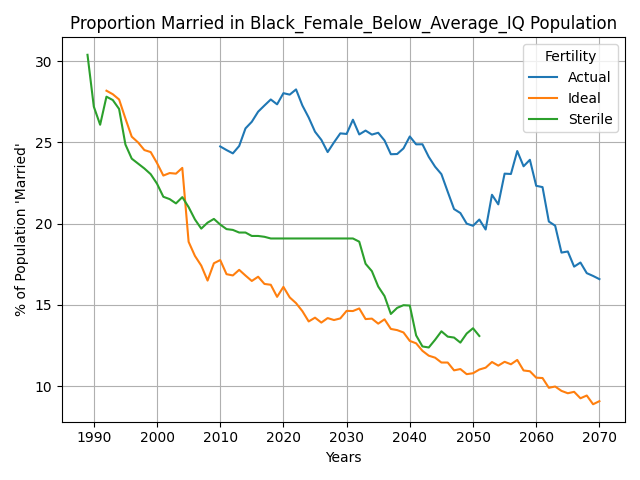 Proportion Married in Black_Female_Below_Average_IQ Population
Fertility
Actual
Ideal
Sterile
% of Population 'Married'
30
25
20
15
10
1990
2000
2010
2020
2030
2040
2050
2060
2070
Years